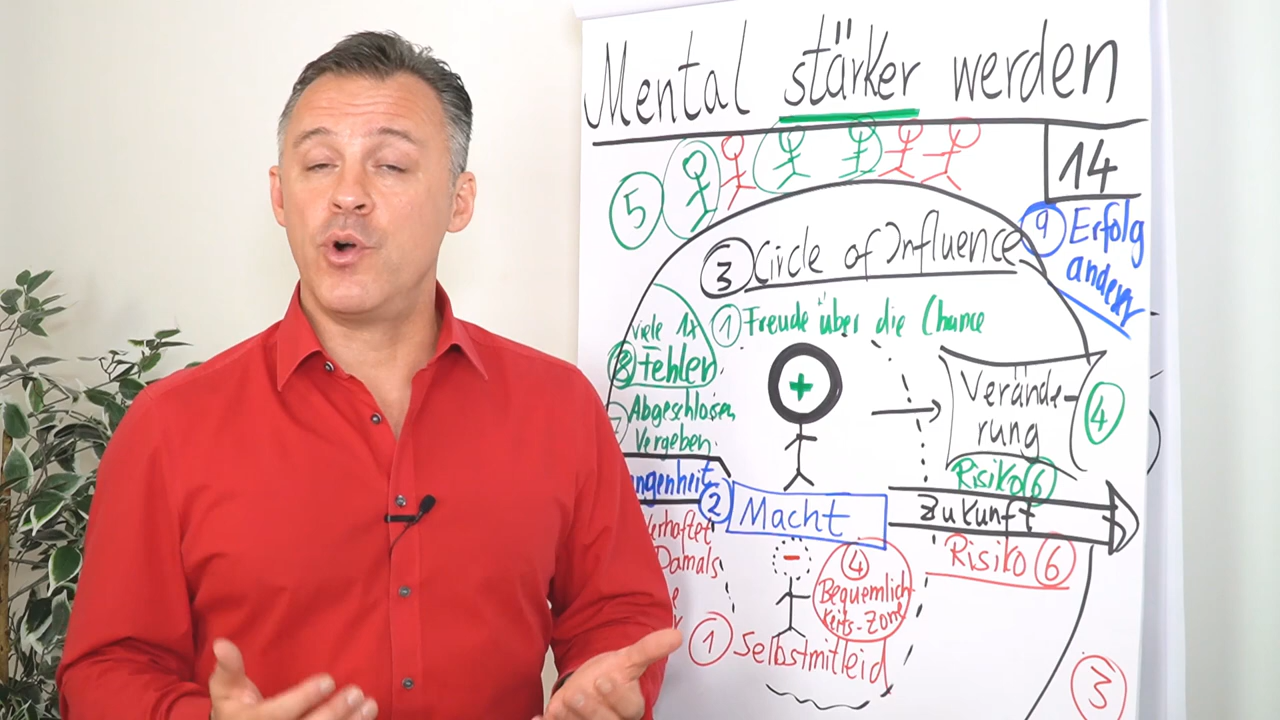 Mental stärker werden
14
5
9 Erfolg
anderer
3 Circle of Influence
1 Freude über die Chance
viele 1x
8 Fehler
Verände-
rung
4
Abgeschlossen
Vergeben
Risiko 6
ngenheit
2
Macht
Zukunft
Damals
4
Bequemlich-
keits-Zone
Risiko 6
1 Selbstmitleid
3